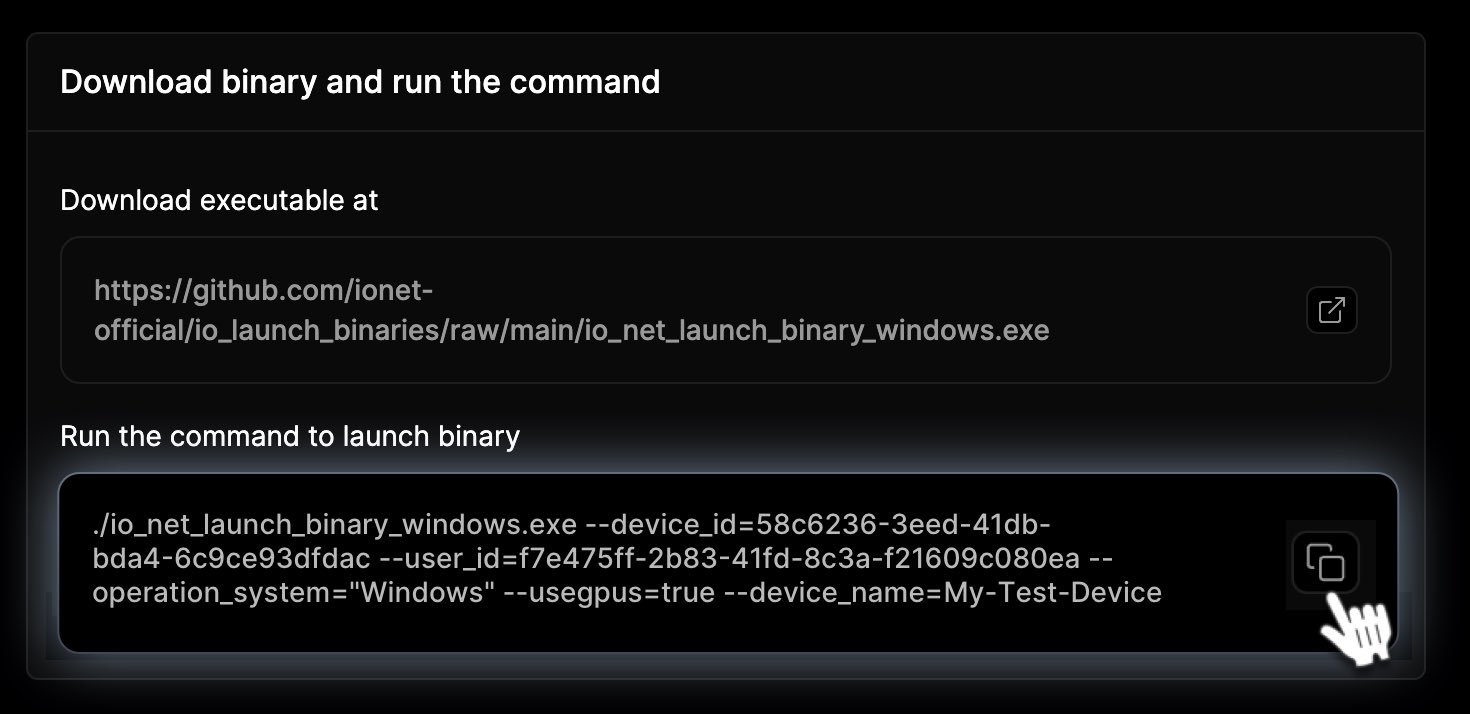 Download binary and run the command
Download executable at
https://github.com/ionet-
official/io_launch_binaries/raw/main/io_net_launch_binary_windows.exe
Run the command to launch binary
./io_net_launch_binary_windows.exe --device_id=58c6236-3eed-41db-
bda4-6c9ce93dfdac --user_id=f7e475ff-2b83-41fd-8c3a-f21609c080ea --
operation_system="Windows" --usegpus=true --device_name=My-Test-Device